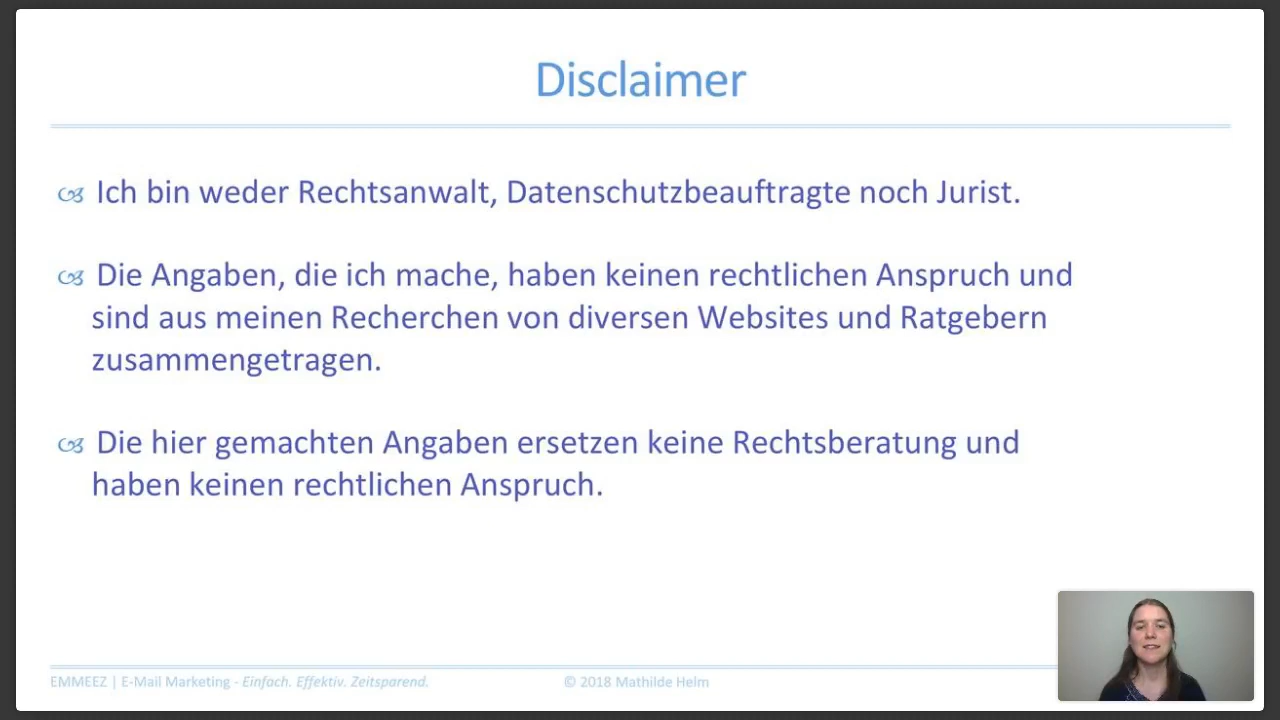 Disclaimer
Ich bin weder Rechtsanwalt, Datenschutzbeauftragte noch Jurist.
Die Angaben, die ich mache, haben keinen rechtlichen Anspruch und
sind aus meinen Recherchen von diversen Websites und Ratgebern
zusammengetragen.
Die hier gemachten Angaben ersetzen keine Rechtsberatung und
haben keinen rechtlichen Anspruch.
EMMEEZ | E-Mail Marketing - Einfach. Effektiv. Zeitsparend. © 2018 Mathilde Helm